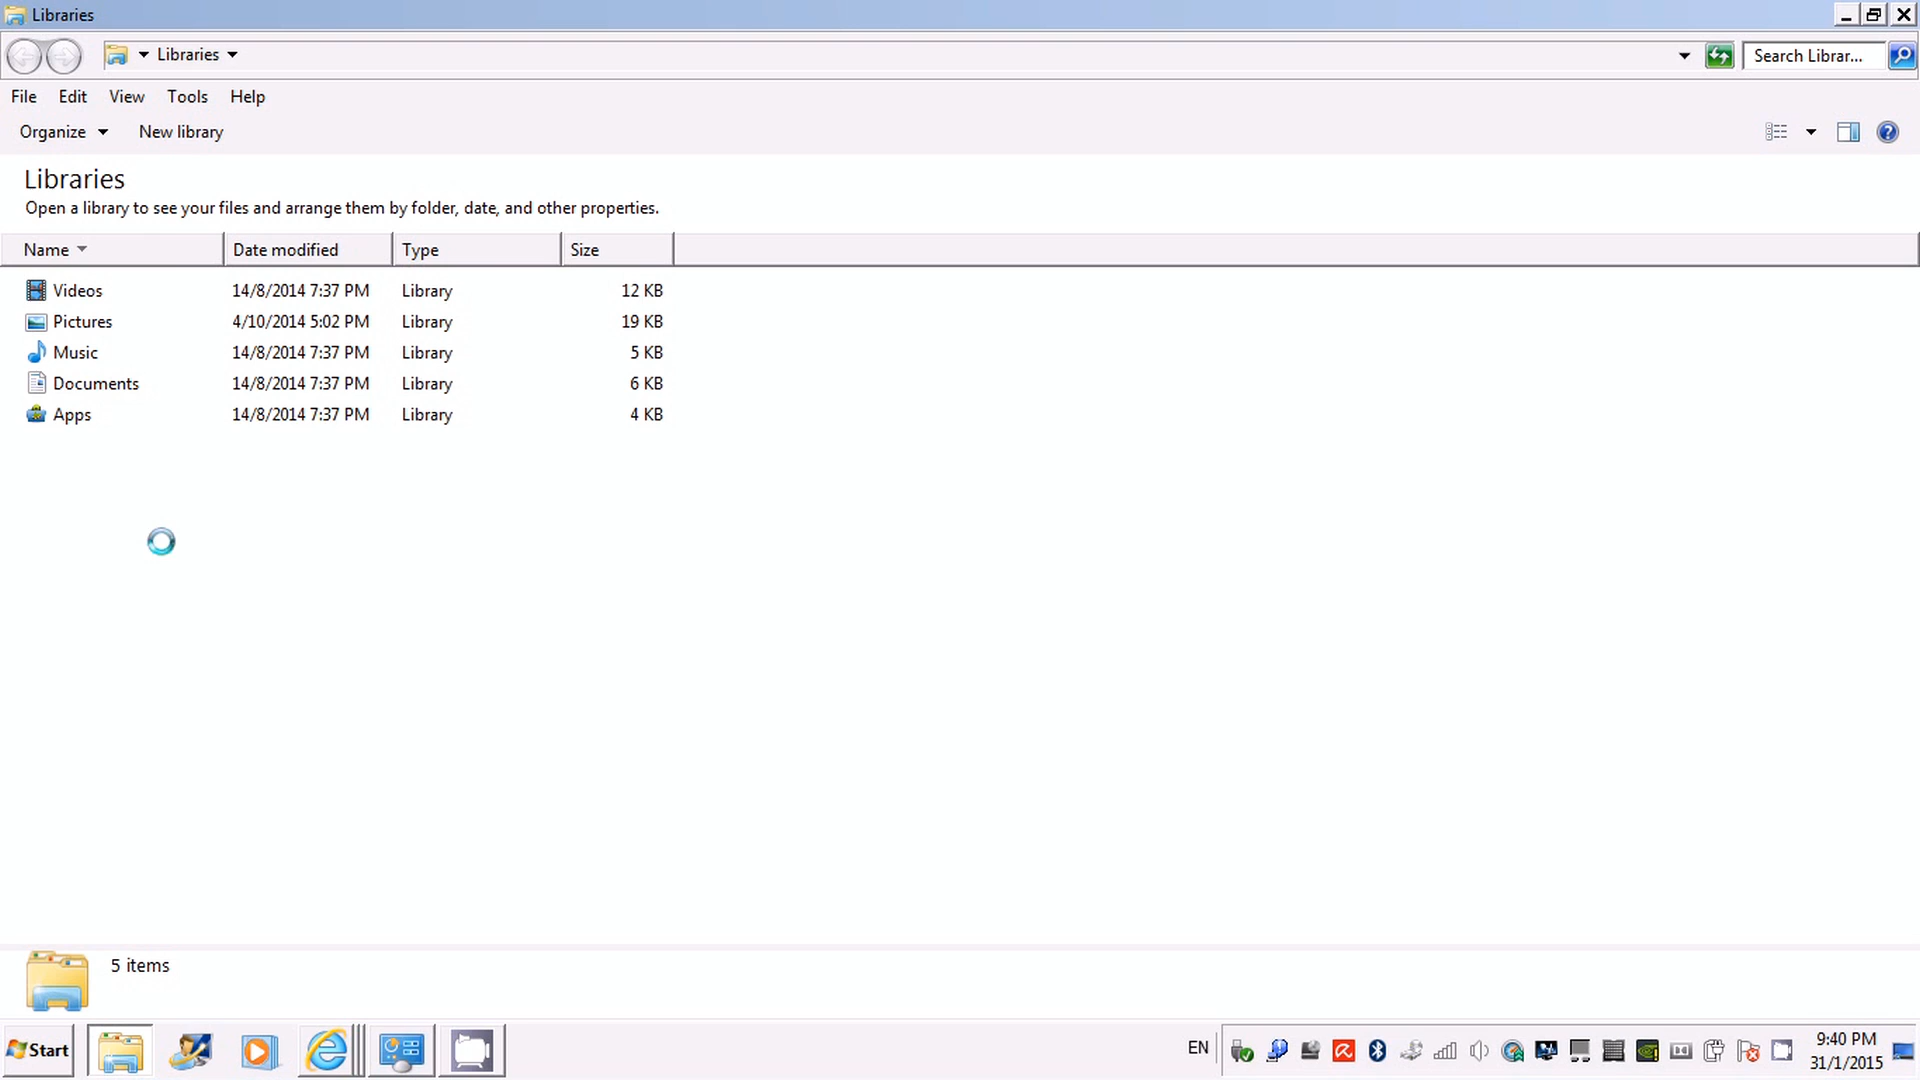 Libraries
Libraries
Search Librar...
File Edit View Tools Help
Organize New library
Libraries
Open a library to see your files and arrange them by folder, date, and other properties.
Name Date modified Type Size
Videos 14/8/2014 7:37 PM Library 12 KB
Pictures 4/10/2014 5:02 PM Library 19 KB
Music 14/8/2014 7:37 PM Library 5 KB
Documents 14/8/2014 7:37 PM Library 6 KB
Apps 14/8/2014 7:37 PM Library 4 KB
5 items
Start EN 9:40 PM
31/1/2015